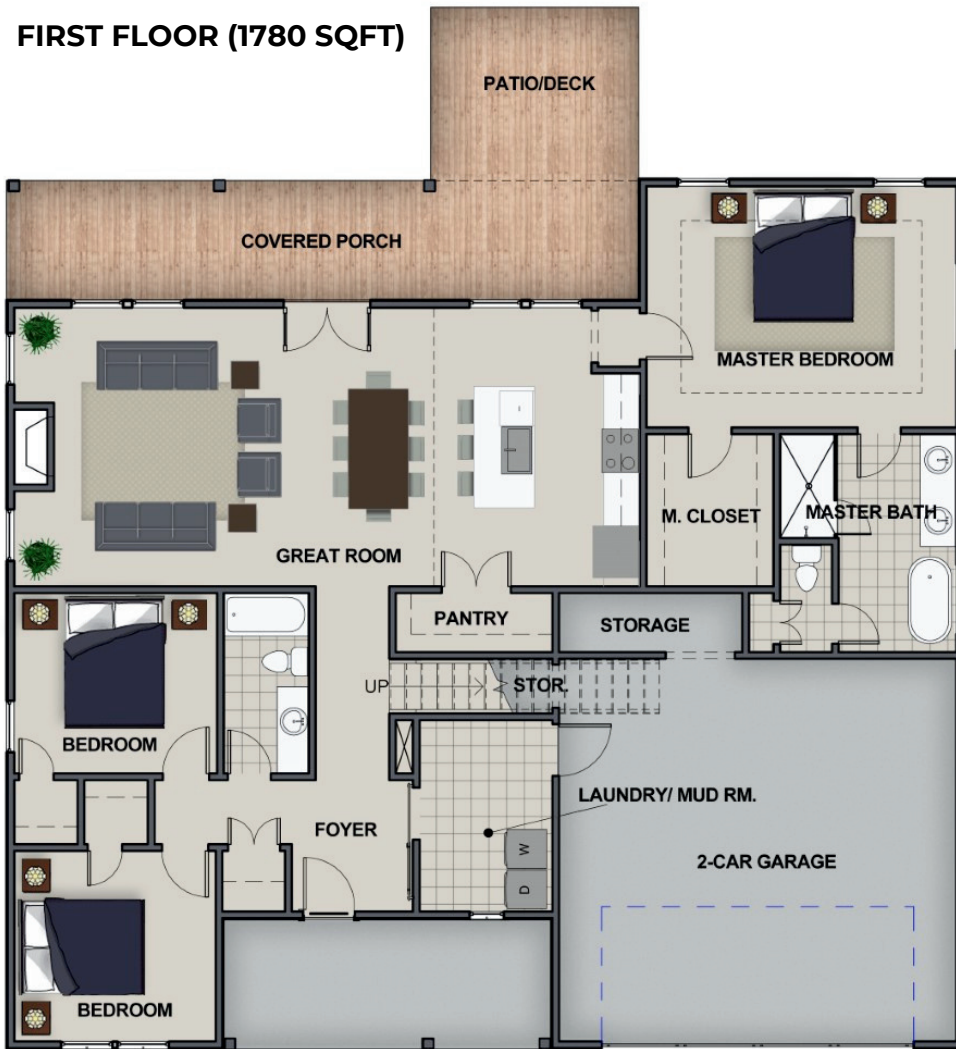 FIRST FLOOR (1780 SQFT)
PATIO/DECK
COVERED PORCH
MASTER BEDROOM
M. CLOSET
MASTER BATH
GREAT ROOM
PANTRY
STORAGE
UP
STOR.
BEDROOM
LAUNDRY/ MUD RM.
FOYER
W
2-CAR GARAGE
D
BEDROOM